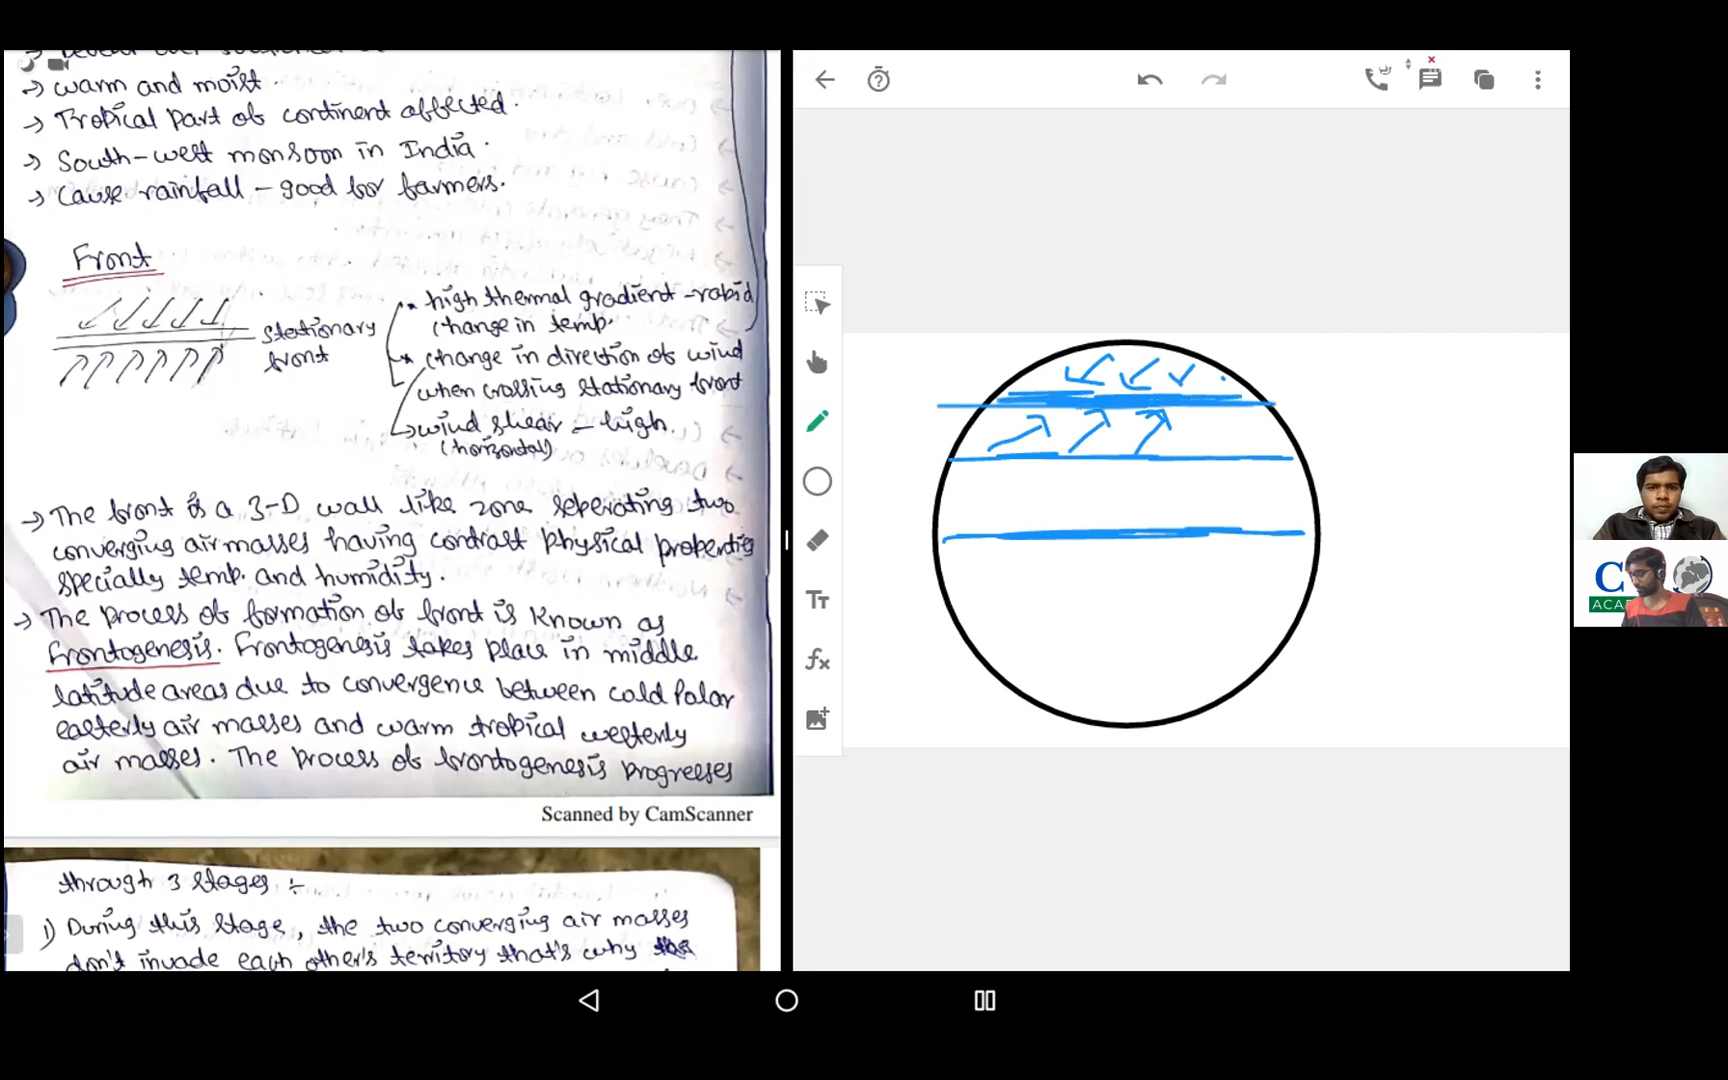 → warm and moist.
→ Tropical part of continent affected.
→ South-west monsoon in India.
→ Cause rainfall - good for farmers.
Front
Stationary front
high thermal gradient - rapid
change in temp.
change in direction of wind
when crossing stationary front
→ wind shear = high.
(horizontal)
→ The front is a 3-D wall like zone seperating two
converging air masses having contrast physical properties
specially temp. and humidity.
→ The process of formation of front is known as
frontogenesis. Frontogenesis takes place in middle
latitude areas due to convergence between cold Polar
easterly air masses and warm tropical westerly
air masses. The process of frontogenesis progresses
Scanned by CamScanner
through 3 stages :-
1) During this stage, the two converging air masses
don't invade each other's territory that's why
Tт
fx
C
ACA